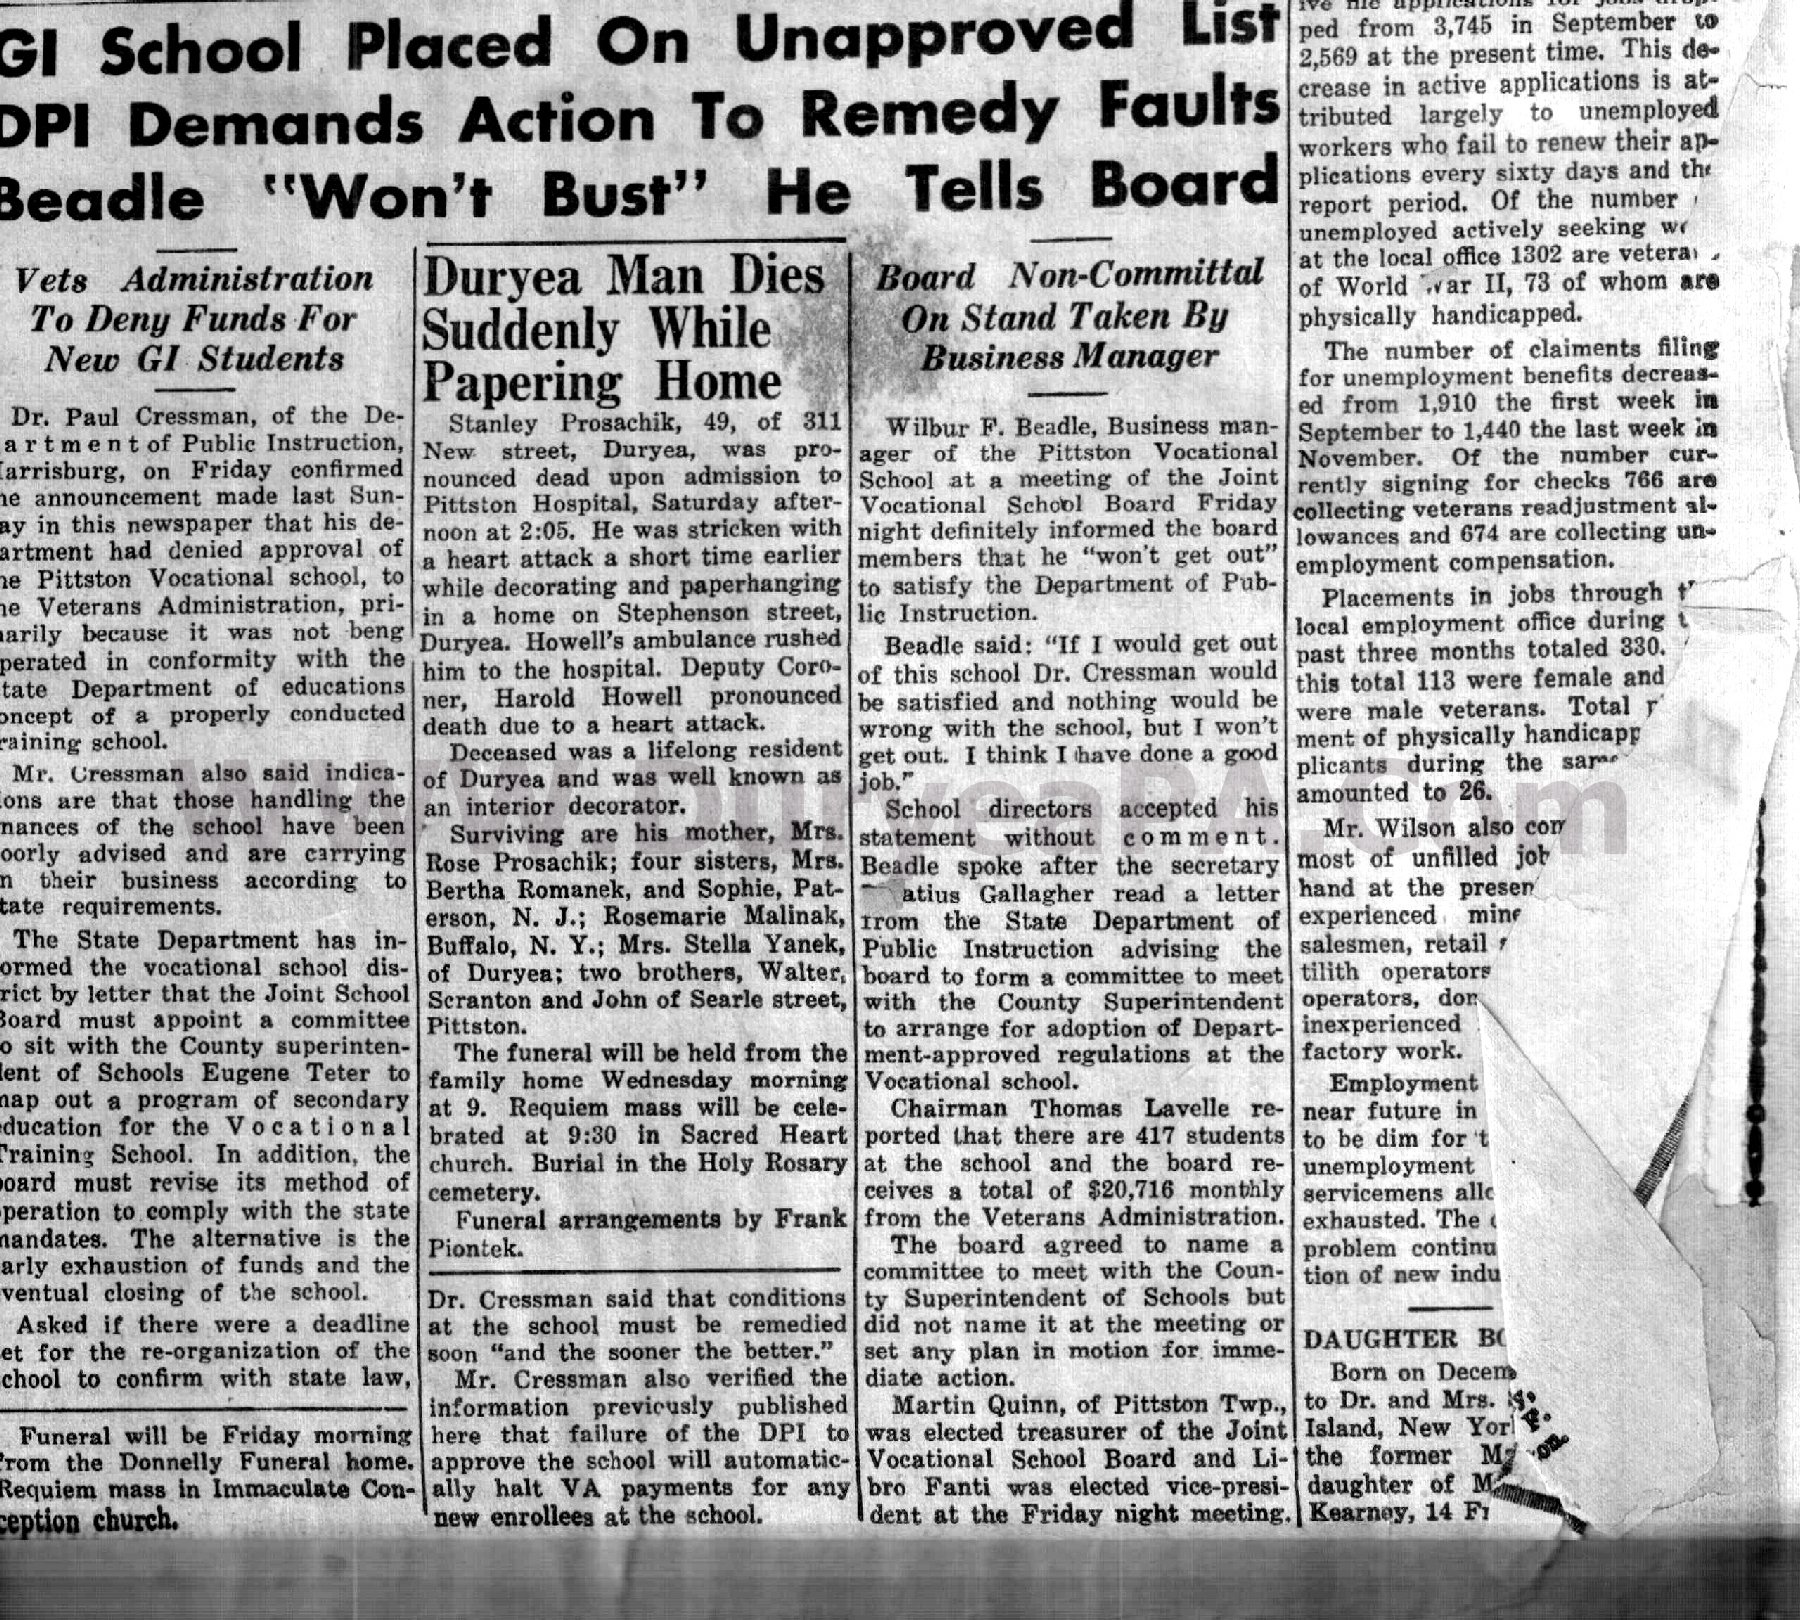 GI School Placed On Unapproved List
DPI Demands Action To Remedy Faults
Beadle "Won't Bust" He Tells Board
Vets Administration
To Deny Funds For
New GI Students
Dr. Paul Cressman, of the De-
artment of Public Instruction,
arrisburg, on Friday confirmed
he announcement made last Sun-
ay in this newspaper that his de-
artment had denied approval of
he Pittston Vocational school, to
he Veterans Administration, pri-
arily because it was not beng
perated in conformity with the
tate Department of educations
oncept of a properly conducted
raining school.
Mr. Cressman also said indica-
ions are that those handling the
nances of the school have been
oorly advised and are carrying
n their business according to
tate requirements.
The State Department has in-
ormed the vocational school dis-
rict by letter that the Joint School
Board must appoint a committee
o sit with the County superinten-
dent of Schools Eugene Teter to
map out a program of secondary
education for the Vocational
Training School. In addition, the
board must revise its method of
operation to comply with the state
mandates. The alternative is the
early exhaustion of funds and the
eventual closing of the school.
Asked if there were a deadline
set for the re-organization of the
school to confirm with state law,
Funeral will be Friday morning
from the Donnelly Funeral home.
Requiem mass in Immaculate Con-
ception church.
Duryea Man Dies
Suddenly While
Papering Home
Stanley Prosachik, 49, of 311
New street, Duryea, was pro-
nounced dead upon admission to
Pittston Hospital, Saturday after-
noon at 2:05. He was stricken with
a heart attack a short time earlier
while decorating and paperhanging
in a home on Stephenson street,
Duryea. Howell's ambulance rushed
him to the hospital. Deputy Coro-
ner, Harold Howell pronounced
death due to a heart attack.
Deceased was a lifelong resident
of Duryea and was well known as
an interior decorator.
Surviving are his mother, Mrs.
Rose Prosachik; four sisters, Mrs.
Bertha Romanek, and Sophie, Pat-
erson, N. J.; Rosemarie Malinak,
Buffalo, N. Y.; Mrs. Stella Yanek,
of Duryea; two brothers, Walter,
Scranton and John of Searle street,
Pittston.
The funeral will be held from the
family home Wednesday morning
at 9. Requiem mass will be cele-
brated at 9:30 in Sacred Heart
church. Burial in the Holy Rosary
cemetery.
Funeral arrangements by Frank
Piontek.
Dr. Cressman said that conditions
at the school must be remedied
soon "and the sooner the better."
Mr. Cressman also verified the
information previously published
here that failure of the DPI to
approve the school will automatic-
ally halt VA payments for any
new enrollees at the school.
Board Non-Committal
On Stand Taken By
Business Manager
Wilbur F. Beadle, Business man-
ager of the Pittston Vocational
School at a meeting of the Joint
Vocational School Board Friday
night definitely informed the board
members that he "won't get out"
to satisfy the Department of Pub-
lic Instruction.
Beadle said: "If I would get out
of this school Dr. Cressman would
be satisfied and nothing would be
wrong with the school, but I won't
get out. I think I have done a good
job."
School directors accepted his
statement without comment.
Beadle spoke after the secretary
atius Gallagher read a letter
from the State Department of
Public Instruction advising the
board to form a committee to meet
with the County Superintendent
to arrange for adoption of Depart-
ment-approved regulations at the
Vocational school.
Chairman Thomas Lavelle re-
ported that there are 417 students
at the school and the board re-
ceives a total of $20,716 monthly
from the Veterans Administration.
The board agreed to name a
committee to meet with the Coun-
ty Superintendent of Schools but
did not name it at the meeting or
set any plan in motion for imme-
diate action.
Martin Quinn, of Pittston Twp.,
was elected treasurer of the Joint
Vocational School Board and Li-
bro Fanti was elected vice-presi-
dent at the Friday night meeting.
ped from 3,745 in September to
2,569 at the present time. This de-
crease in active applications is at-
tributed largely to unemployed
workers who fail to renew their ap-
plications every sixty days and the
report period. Of the number
unemployed actively seeking
at the local office 1302 are vetera
of World War II, 73 of whom are
physically handicapped.
The number of claiments filing
for unemployment benefits decreas-
ed from 1,910 the first week in
September to 1,440 the last week in
November. Of the number cur-
rently signing for checks 766 are
collecting veterans readjustment al-
lowances and 674 are collecting un-
employment compensation.
Placements in jobs through
local employment office during
past three months totaled 330.
this total 113 were female and
were male veterans. Total
ment of physically handicapp
plicants during the same
amounted to 26.
Mr. Wilson also com
most of unfilled job
hand at the presen
experienced mine
salesmen, retail
tilith operators
operators, don
inexperienced
factory work.
Employment
near future in
to be dim for t
unemployment
servicemens allo
exhausted. The
problem continu
tion of new indu
DAUGHTER BO
Born on Decem
to Dr. and Mrs.
Island, New Yor
the former
daughter of
Kearney, 14 Fr
www.DuryeaPA.com